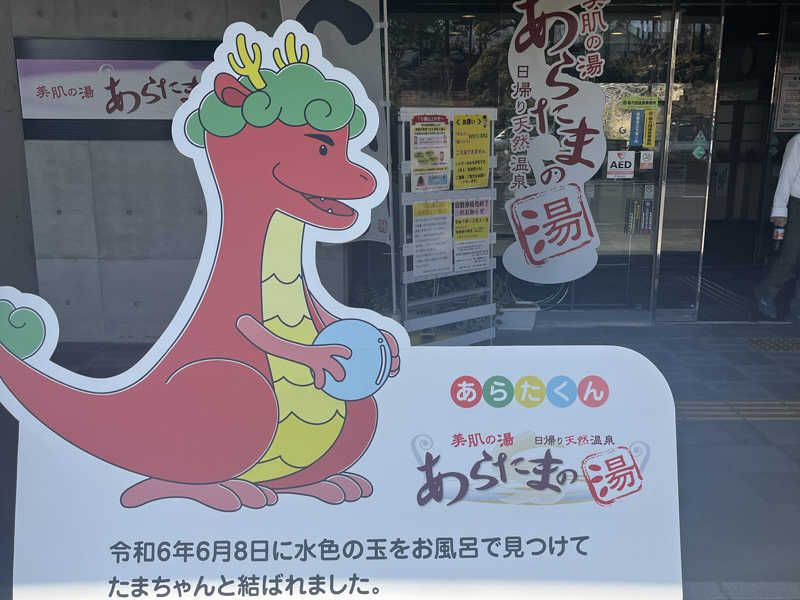 美肌の湯 あらたま
美肌の湯
あらたまの湯
日帰り天然温泉
AED
あらたくん
美肌の湯 日帰り天然温泉
あらたまの湯
令和6年6月8日に水色の玉をお風呂で見つけて
たまちゃんと結ばれました。